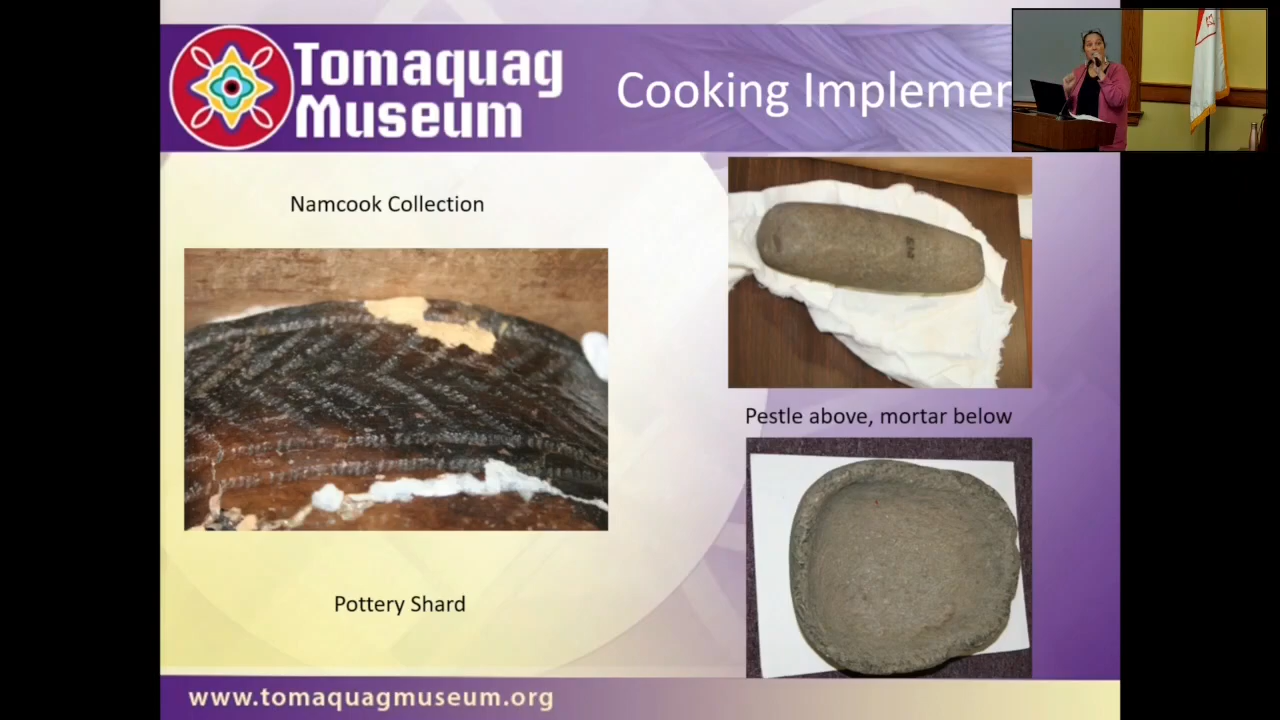 Tomaquag
Museum
Cooking Implemen
Namcook Collection
Pestle above, mortar below
Pottery Shard
www.tomaquagmuseum.org